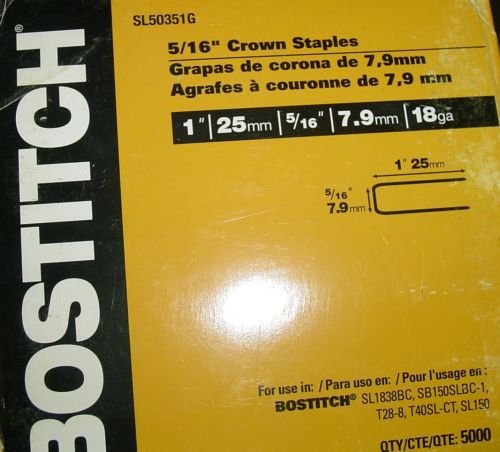 SL50351G
BOSTITCH®
5/16" Crown Staples
Grapas de corona de 7,9mm
Agrafes à couronne de 7,9 mm
1" | 25mm | 5/16" | 7.9mm | 18ga
1" 25mm
5/16"
7.9mm
For use in: / Para uso en: / Pour l'usage en:
BOSTITCH® SL1838BC, SB150SLBC-1,
T28-8, T40SL-CT, SL150
QTY/CTE/QTE: 5000